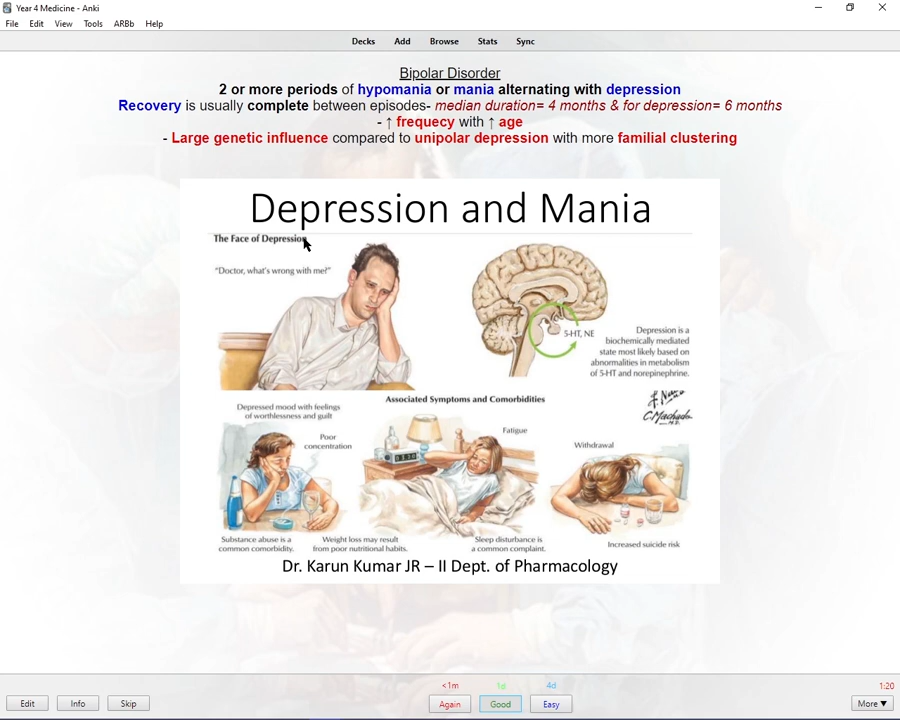 Year 4 Medicine - Anki
File Edit View Tools ARBb Help
Decks Add Browse Stats Sync
Bipolar Disorder
2 or more periods of hypomania or mania alternating with depression
Recovery is usually complete between episodes- median duration= 4 months & for depression= 6 months
- ↑ frequecy with ↑ age
- Large genetic influence compared to unipolar depression with more familial clustering
Depression and Mania
The Face of Depression
"Doctor, what's wrong with me?"
5-HT, NE
Depression is a
biochemically mediated
state most likely based on
abnormalities in metabolism
of 5-HT and norepinephrine.
Associated Symptoms and Comorbidities
Depressed mood with feelings
of worthlessness and guilt
Poor
concentration
Fatigue
Withdrawal
Substance abuse is a
common comorbidity.
Weight loss may result
from poor nutritional habits.
Sleep disturbance is
a common complaint.
Increased suicide risk
Dr. Karun Kumar JR – II Dept. of Pharmacology
<1m 1d 4d 1:20
Edit Info Skip Again Good Easy More ▼